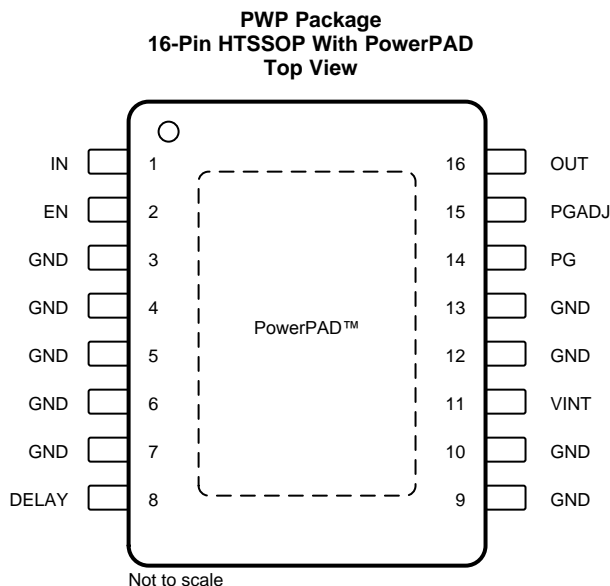 PWP Package
16-Pin HTSSOP With PowerPAD
Top View
IN 1 16 OUT
EN 2 15 PGADJ
GND 3 14 PG
GND 4 13 GND
GND 5 PowerPAD™ 12 GND
GND 6 11 VINT
GND 7 10 GND
DELAY 8 9 GND
Not to scale